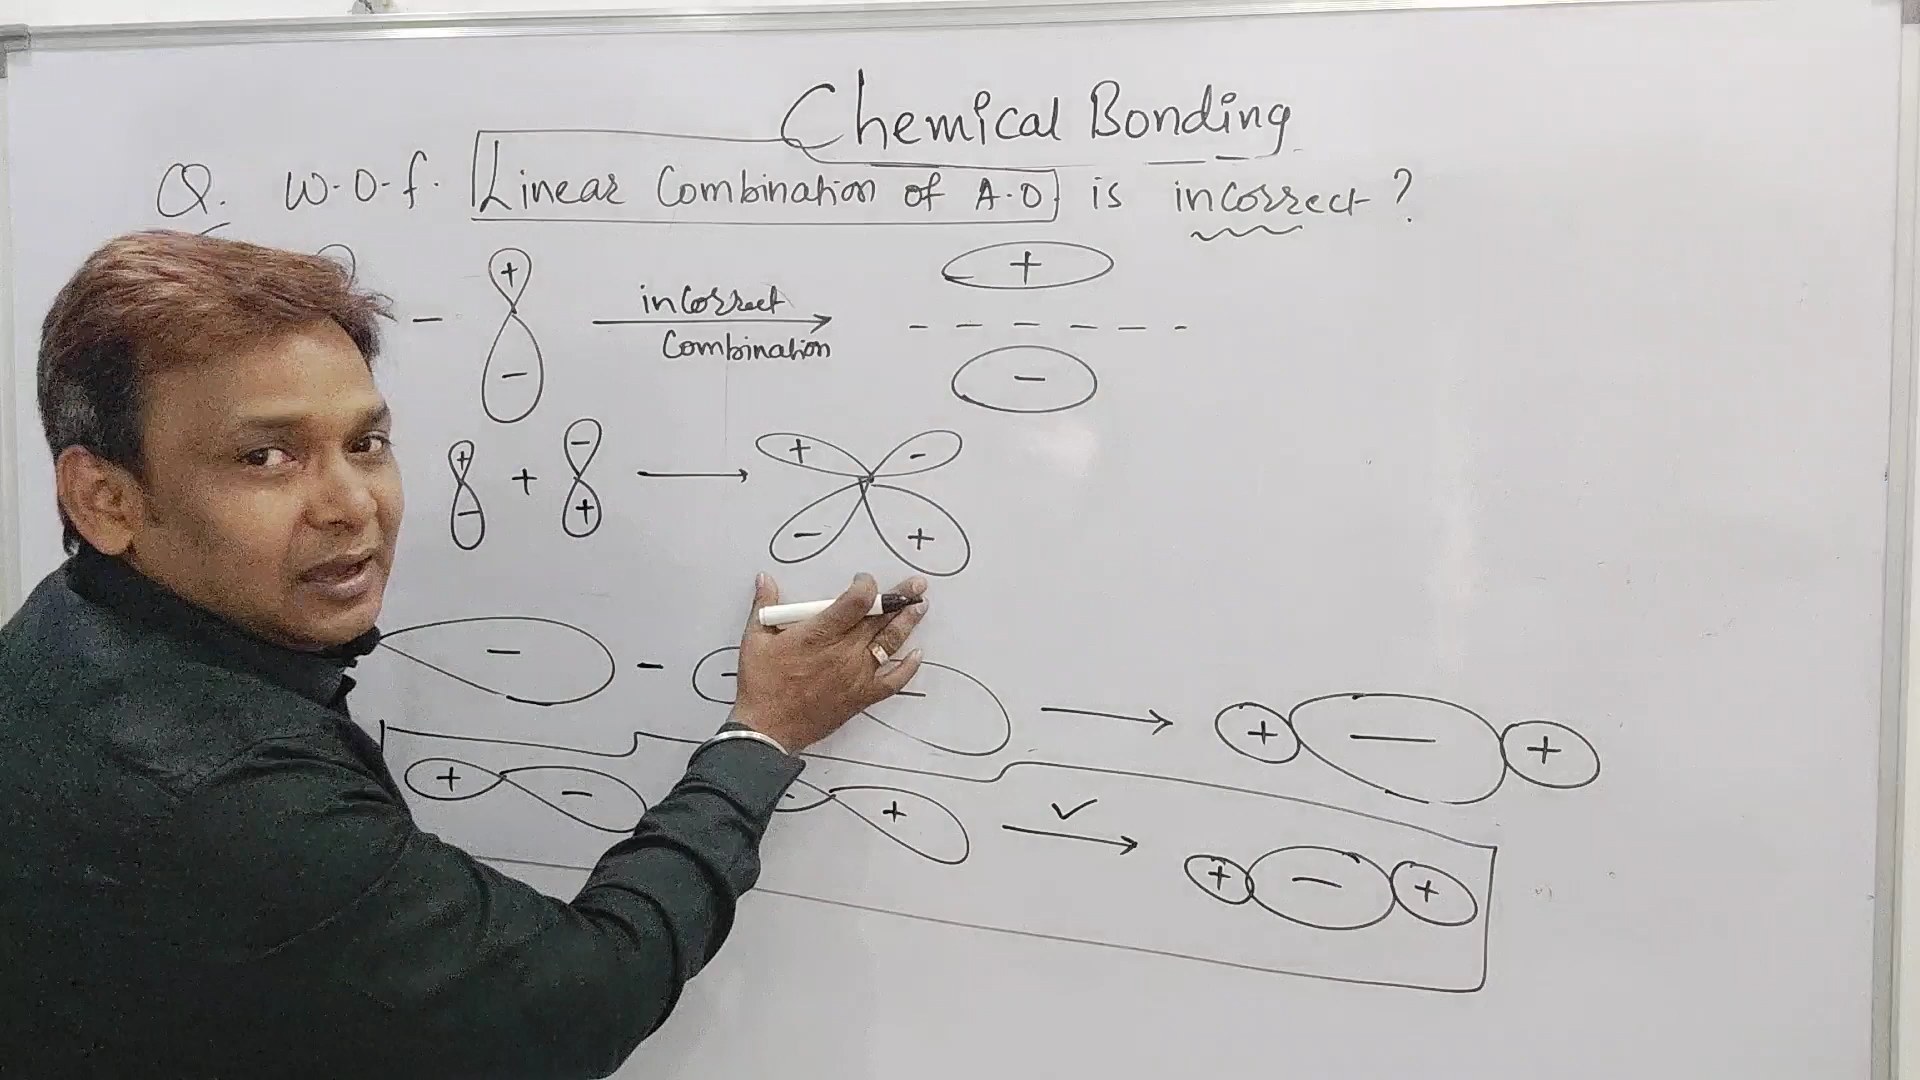 Chemical Bonding
Q. W.O.f. Linear Combination of A.O is incorrect ?
- + - incorrect Combination + -
+ - + - + + - - +
- - - + - +
+ - - + ✓ + - +